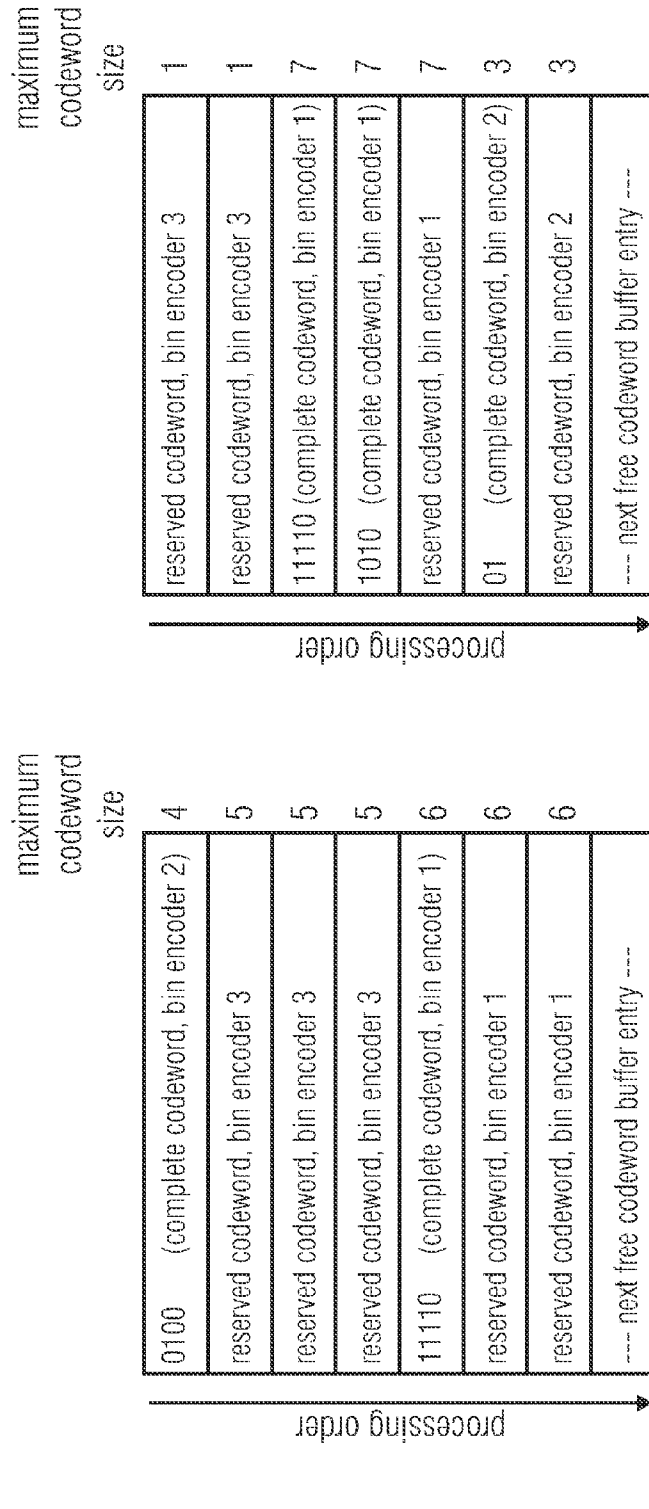 maximum
codeword
size
0100 (complete codeword, bin encoder 2) 4
reserved codeword, bin encoder 3 5
reserved codeword, bin encoder 3 5
reserved codeword, bin encoder 3 5
11110 (complete codeword, bin encoder 1) 6
reserved codeword, bin encoder 1 6
reserved codeword, bin encoder 1 6
--- next free codeword buffer entry ---
processing order
maximum
codeword
size
reserved codeword, bin encoder 3 1
reserved codeword, bin encoder 3 1
11110 (complete codeword, bin encoder 1) 7
1010 (complete codeword, bin encoder 1) 7
reserved codeword, bin encoder 1 7
01 (complete codeword, bin encoder 2) 3
reserved codeword, bin encoder 2 3
--- next free codeword buffer entry ---
processing order